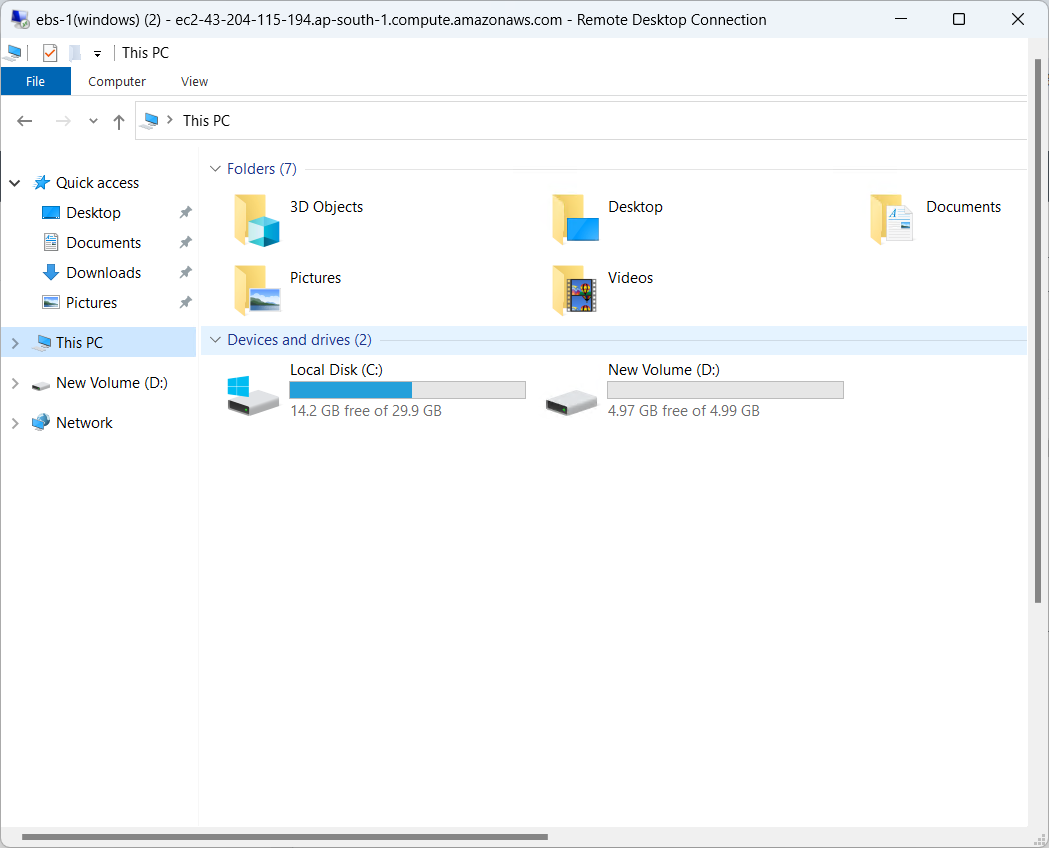 ebs-1(windows) (2) - ec2-43-204-115-194.ap-south-1.compute.amazonaws.com - Remote Desktop Connection
This PC
File Computer View
This PC
Quick access
Desktop
Documents
Downloads
Pictures
This PC
New Volume (D:)
Network
Folders (7)
3D Objects
Desktop
Documents
Pictures
Videos
Devices and drives (2)
Local Disk (C:)
14.2 GB free of 29.9 GB
New Volume (D:)
4.97 GB free of 4.99 GB